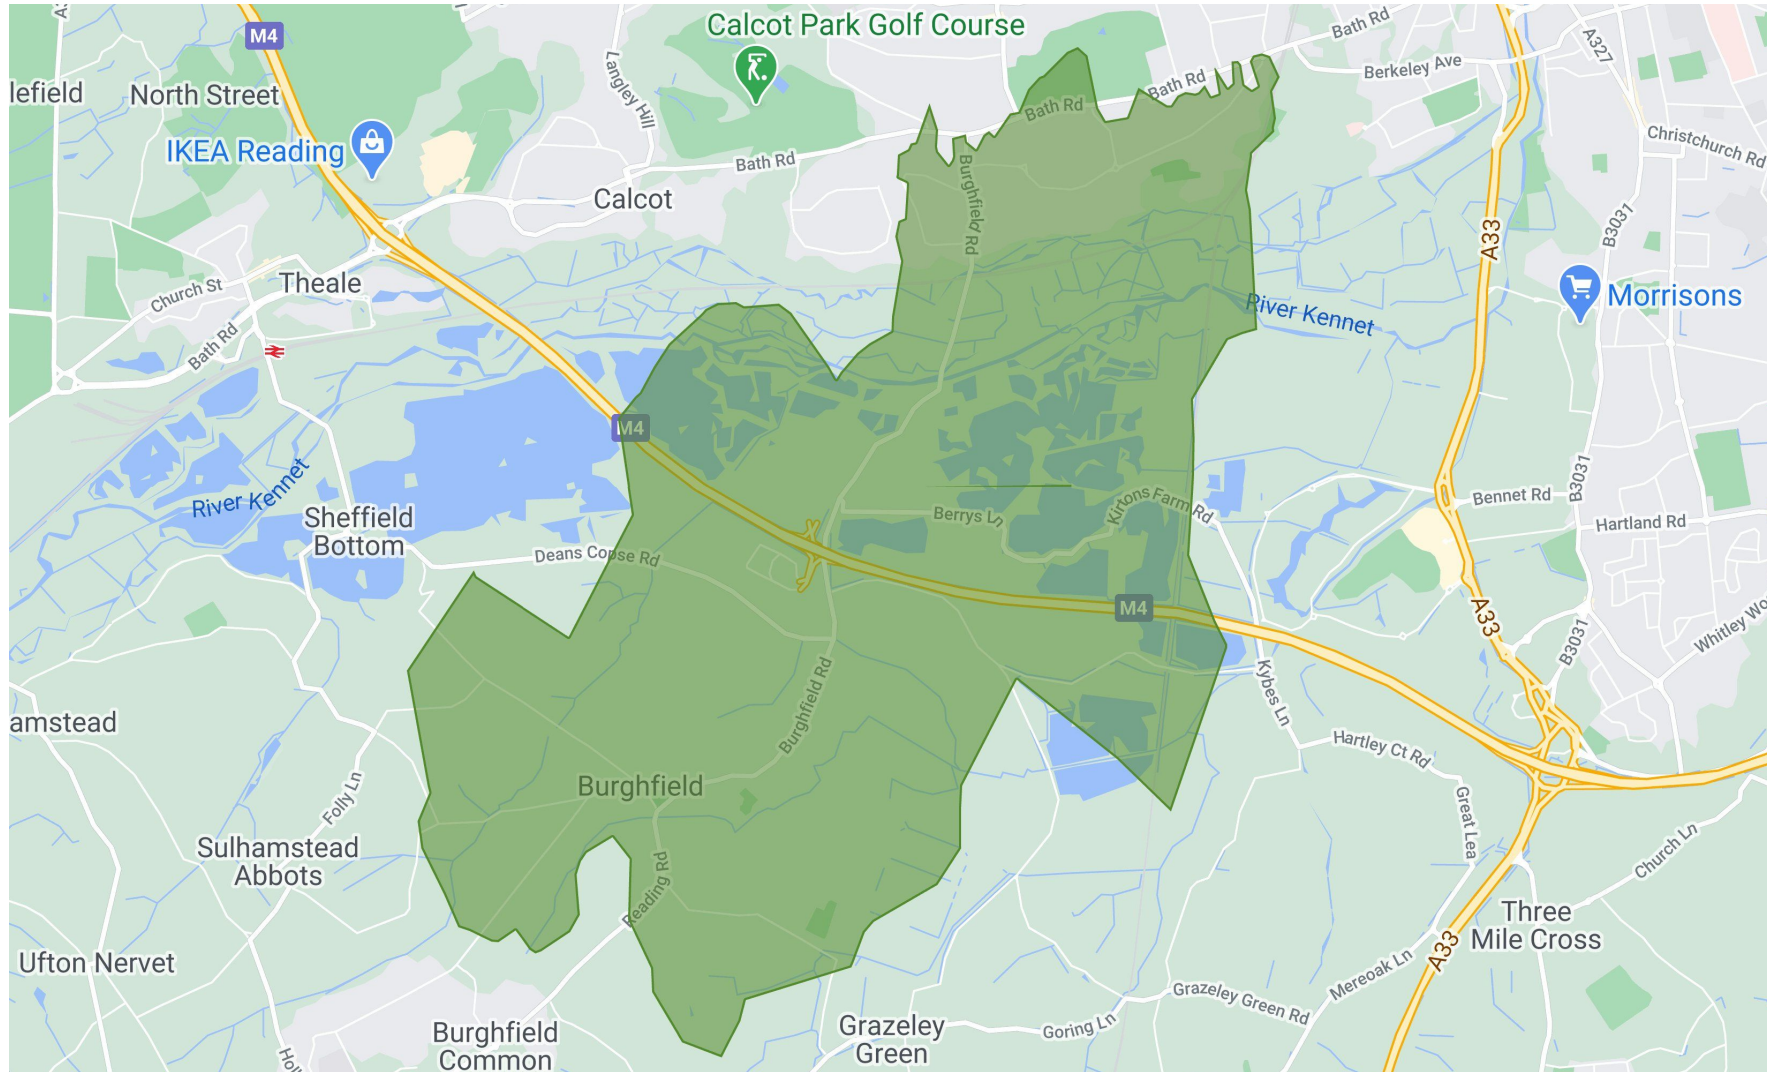 Calcot Park Golf Course
Bath Rd
M4
A327
Berkeley Ave
lefield
North Street
Langley Hill
Bath Rd
Bath Rd
Christchurch Rd
IKEA Reading
Bath Rd
Burghfield Rd
Calcot
B3031
A33
Theale
Church St
River Kennet
Morrisons
Bath Rd
M4
River Kennet
B3031
Bennet Rd
Kirtons Farm Rd
Berrys Ln
Hartland Rd
Sheffield
Bottom
Deans Copse Rd
M4
A33
B3031
Whitley Wo
Kybes Ln
Burghfield Rd
amstead
Hartley Ct Rd
Burghfield
Folly Ln
Great Lea
Sulhamstead
Abbots
Church Ln
Reading Rd
Three
Mile Cross
A33
Ufton Nervet
Mereoak Ln
Grazeley Green Rd
Burghfield
Common
Grazeley
Green
Goring Ln